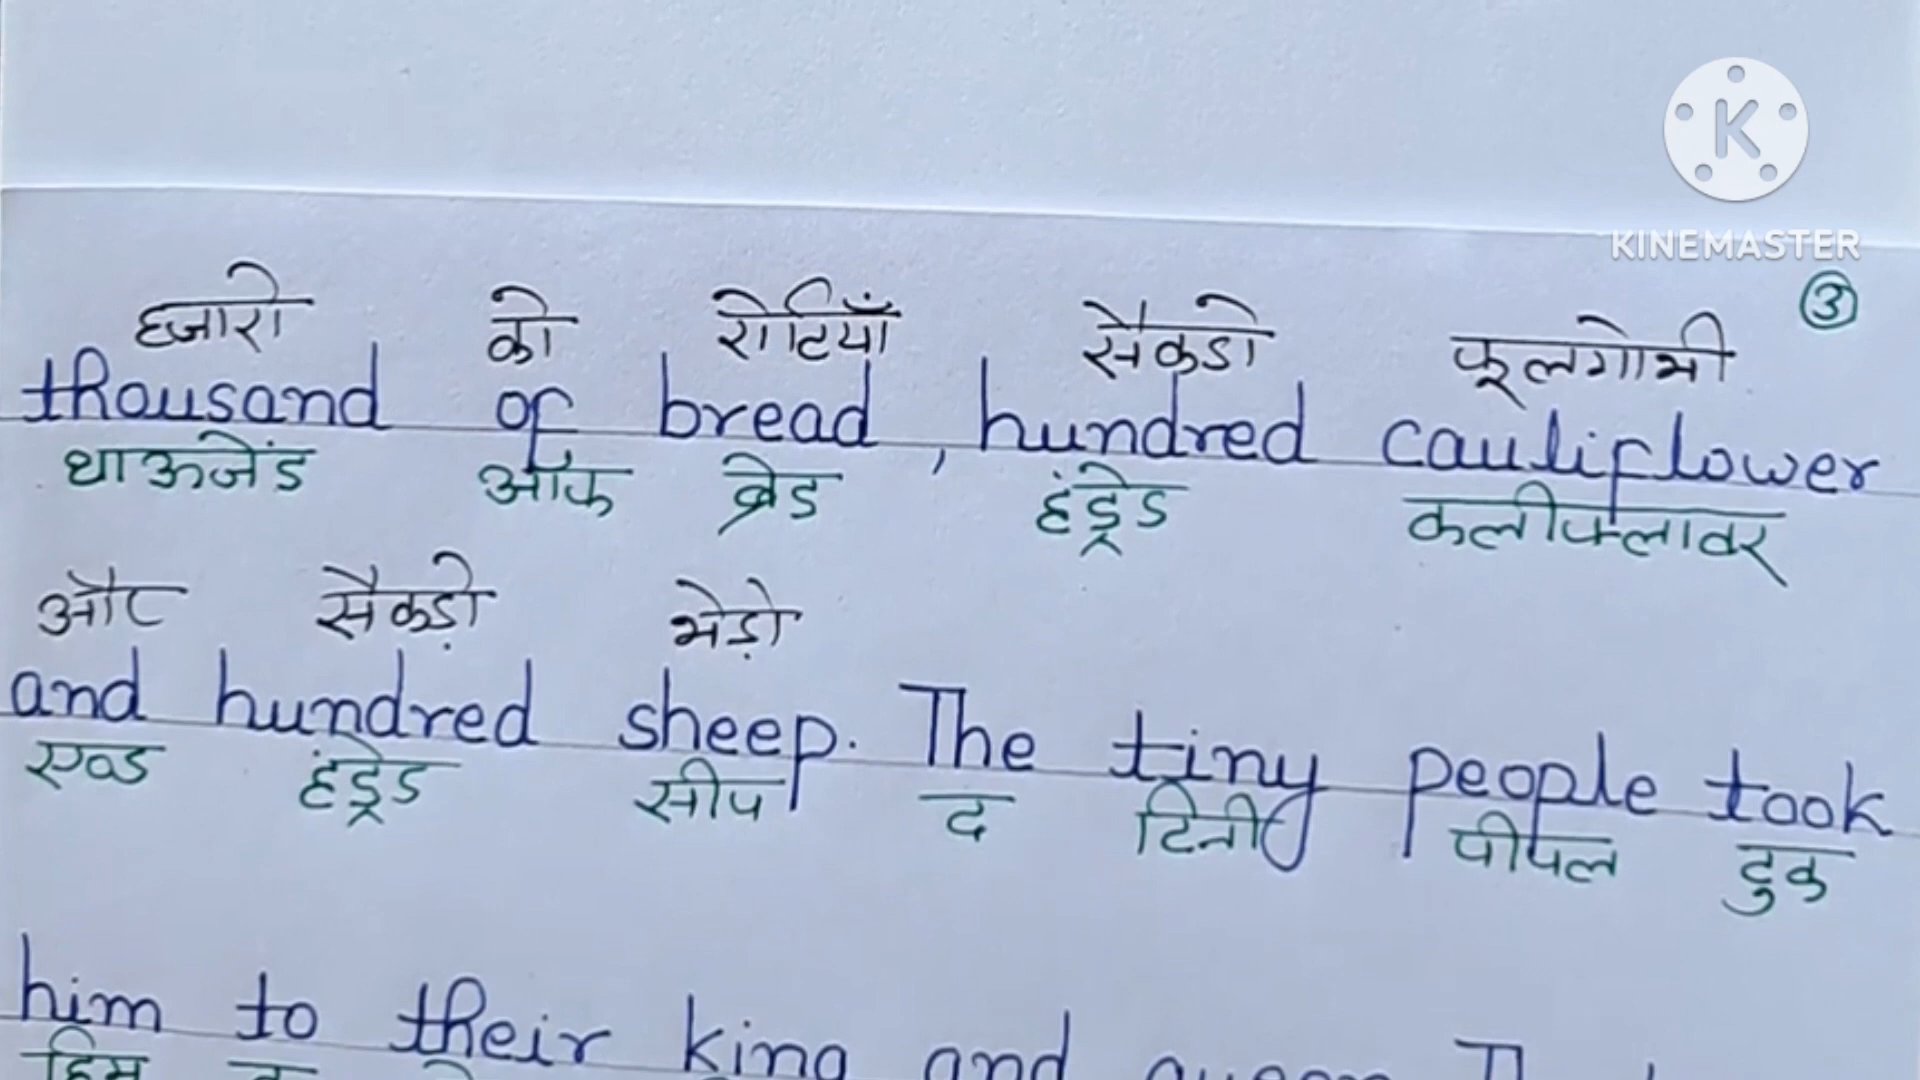 K
KINEMASTER
③
हजारो को रोटियाँ सैकडो फूलगोभी
thousand of bread, hundred cauliflower
थाऊजेंड ऑफ ब्रेड हंड्रेड कलीफ्लावर
और सैकड़ो भेड़ो
and hundred sheep. The tiny people took
एण्ड हंड्रेड सीप द टिनी पीपल टुक
him to their king and queen
हिम